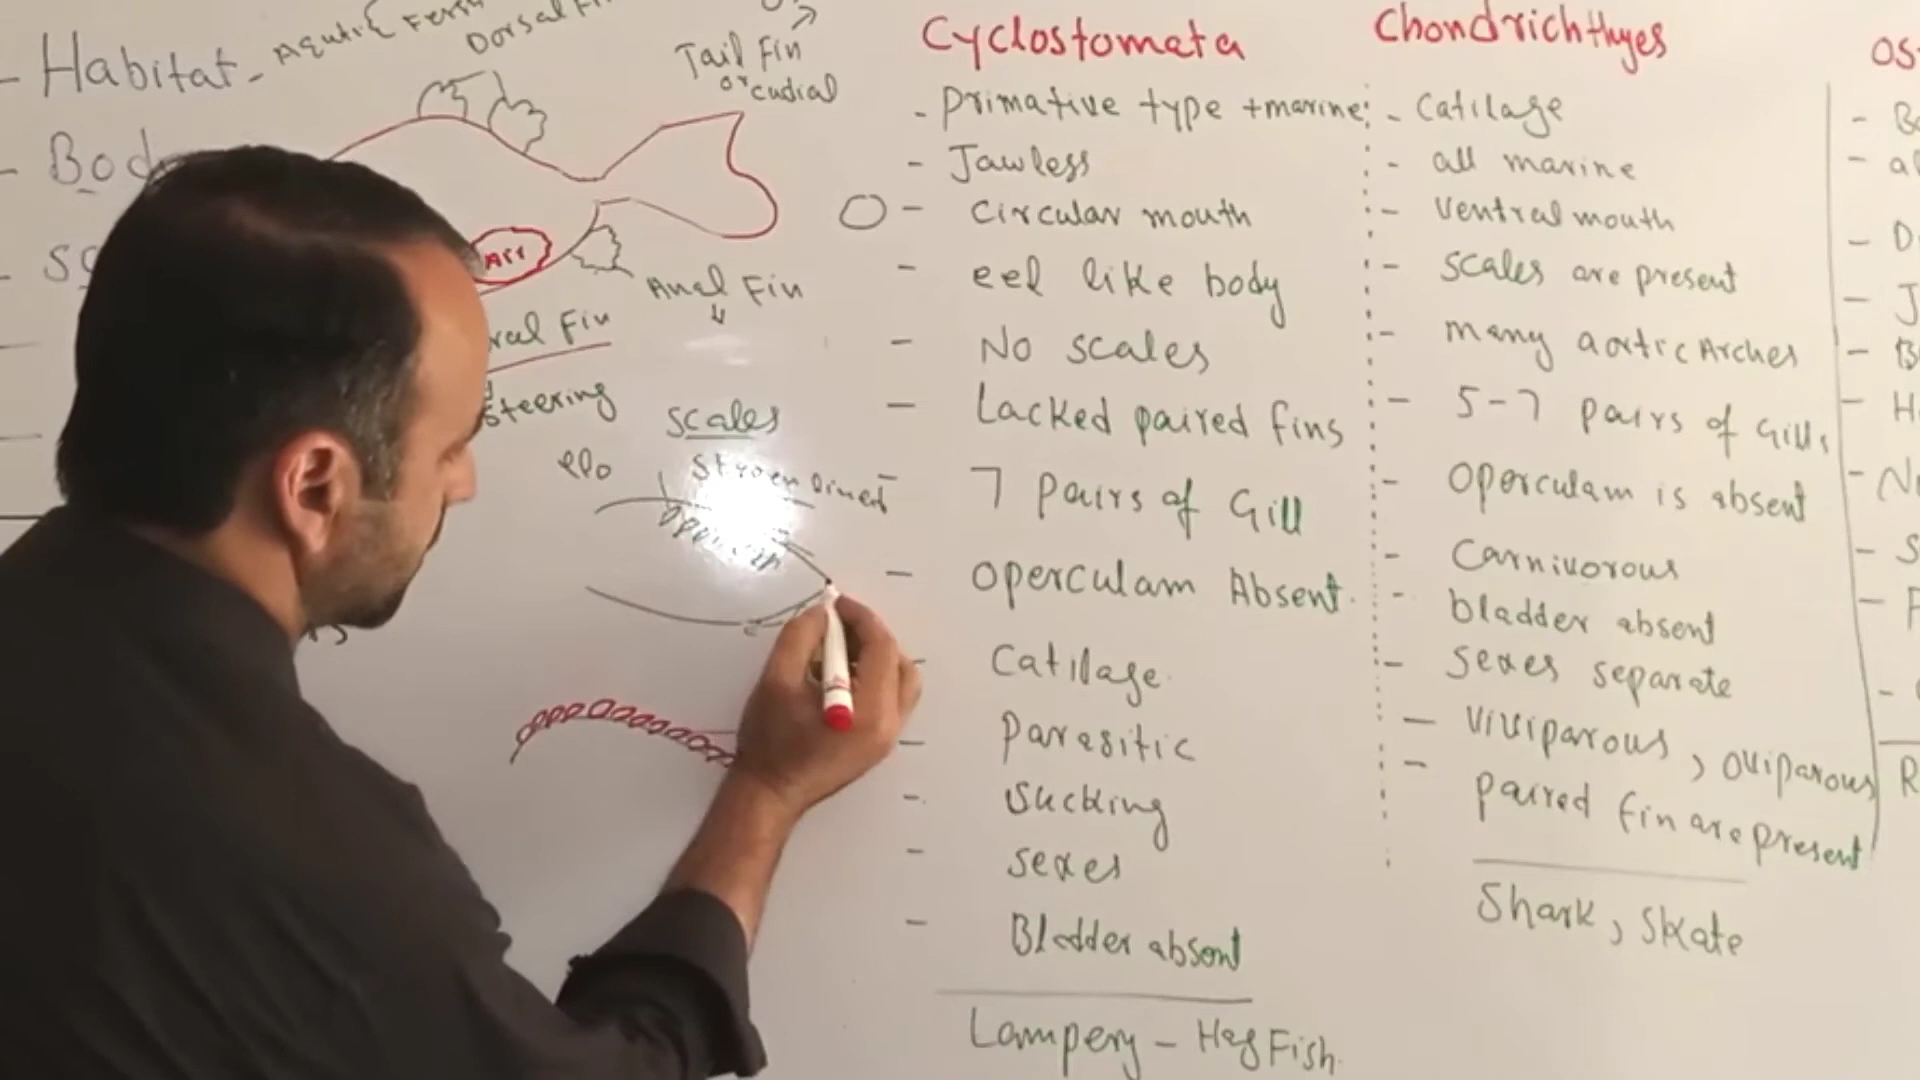 - Habitat - Aqutic
Dorsal
Tail Fin
or cudial
- Bod
Air
Anal Fin
ral Fin
steering
scales
Cyclostomata
- Primative type + marine
- Jawless
- Circular mouth
- eel like body
- No scales
- Lacked paired fins
- 7 Pairs of Gill
- Operculam Absent.
- Catilage
- Parasitic
- Sucking
- Sexes
- Bladder absent
Lampery - Hag Fish.
Chondrichthyes
- Catilage
- all marine
- Ventral mouth
- Scales are present
- many aortic Arches
- 5-7 pairs of Gills
- Operculam is absent
- Carnivorous
- bladder absent
- Sexes separate
- Viviparous, oviparous
- Paired fin are present
Shark, Skate
OS
- D
- J
- B
- H
- N
- S
- P
R